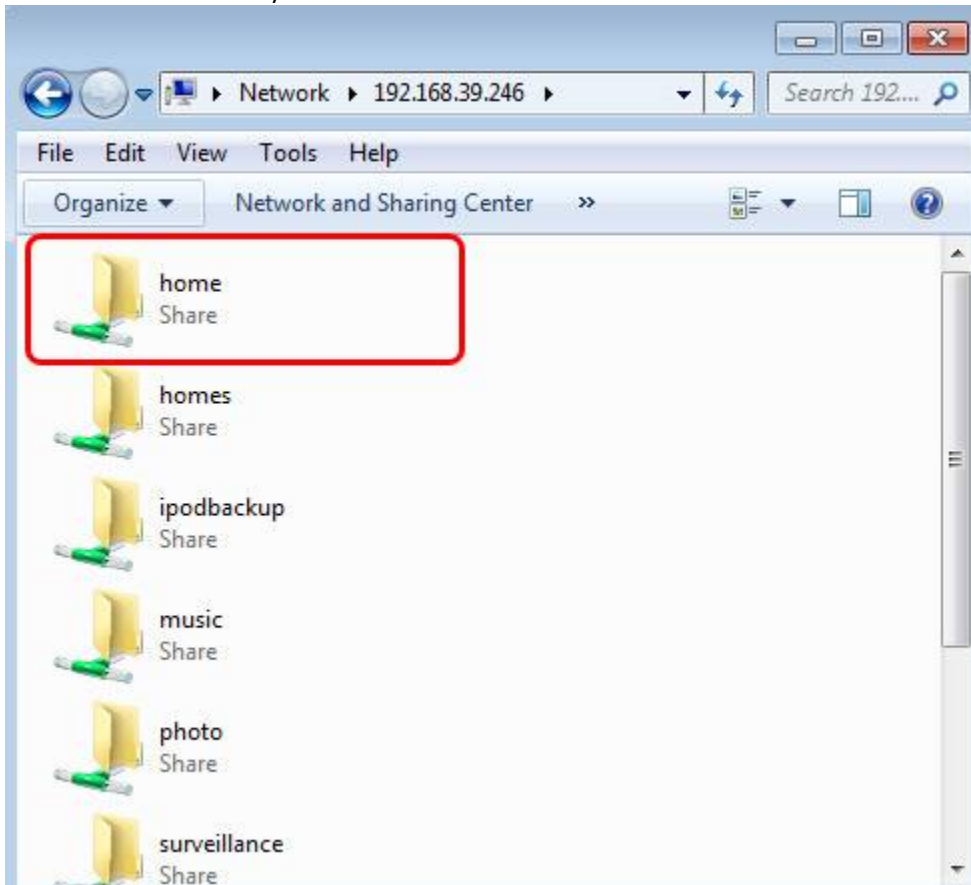 Network ▸ 192.168.39.246 ▸ Search 192....
File Edit View Tools Help
Organize Network and Sharing Center »
home
Share
homes
Share
ipodbackup
Share
music
Share
photo
Share
surveillance
Share